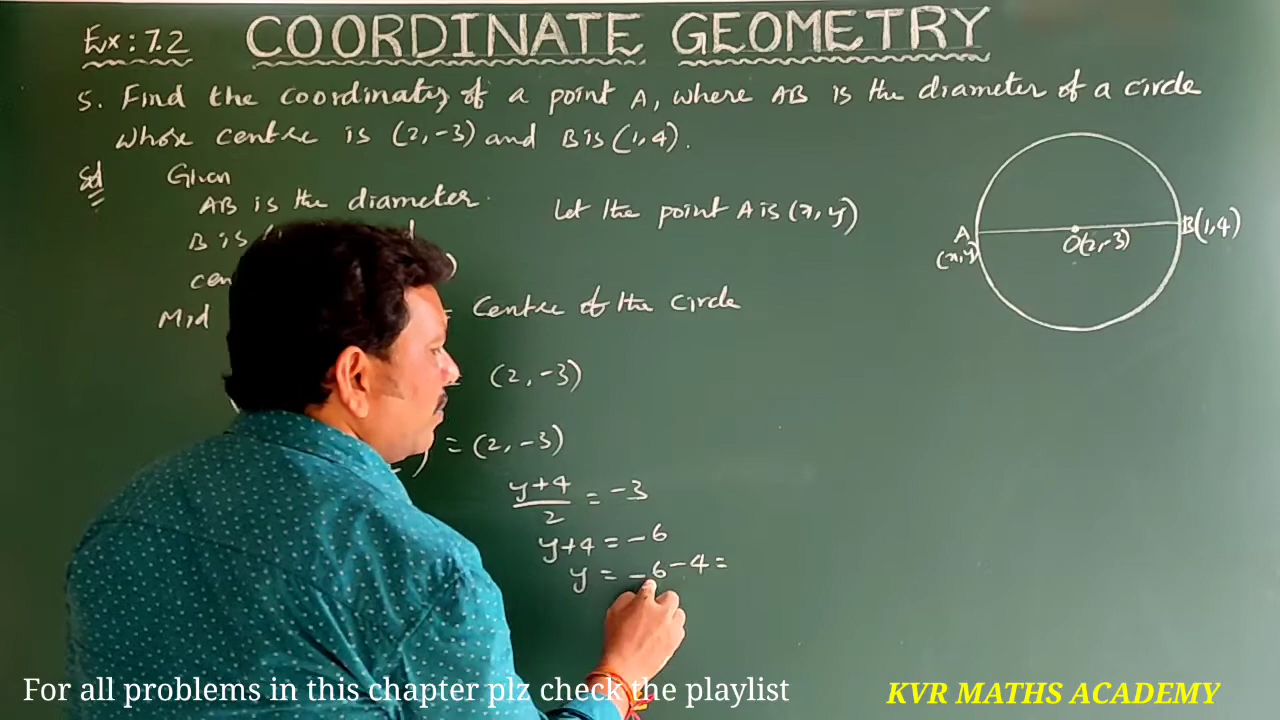 Ex: 7.2 COORDINATE GEOMETRY
5. Find the coordinates of a point A, where AB is the diameter of a circle
whose centre is (2,-3) and B is (1,4).
Sol Given
AB is the diameter. Let the point A is (x,y)
B is
cen
Mid = Centre of the circle
= (2,-3)
) = (2,-3)
y+4/2 = -3
y+4 = -6
y = -6-4 =
A
(x,y)
O(2,-3)
B(1,4)
For all problems in this chapter plz check the playlist
KVR MATHS ACADEMY